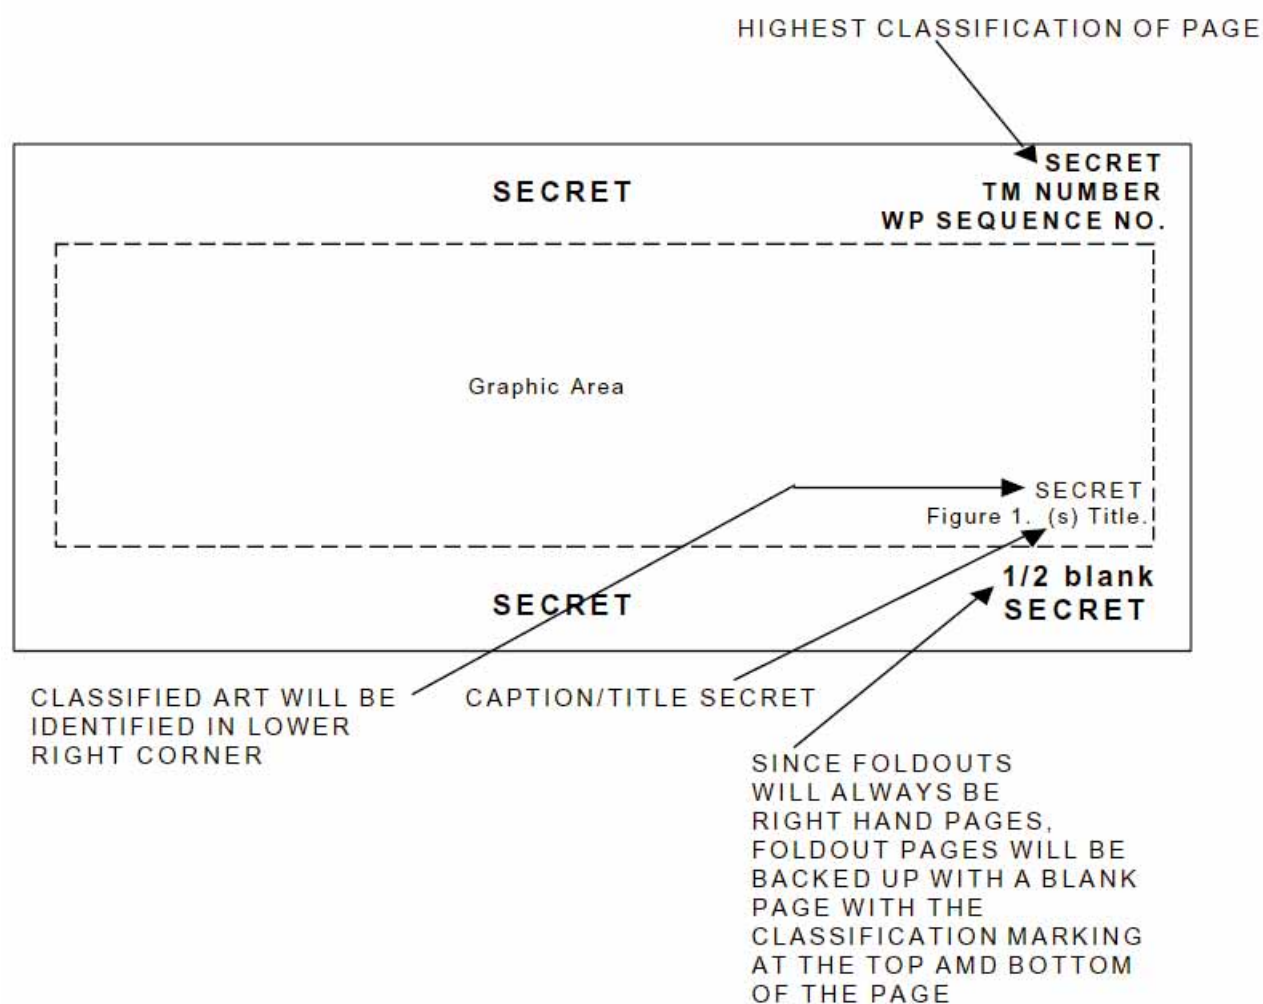 HIGHEST CLASSIFICATION OF PAGE
SECRET
SECRET
TM NUMBER
WP SEQUENCE NO.
Graphic Area
SECRET
Figure 1. (s) Title.
SECRET
1/2 blank
SECRET
CLASSIFIED ART WILL BE
IDENTIFIED IN LOWER
RIGHT CORNER
CAPTION/TITLE SECRET
SINCE FOLDOUTS
WILL ALWAYS BE
RIGHT HAND PAGES,
FOLDOUT PAGES WILL BE
BACKED UP WITH A BLANK
PAGE WITH THE
CLASSIFICATION MARKING
AT THE TOP AMD BOTTOM
OF THE PAGE